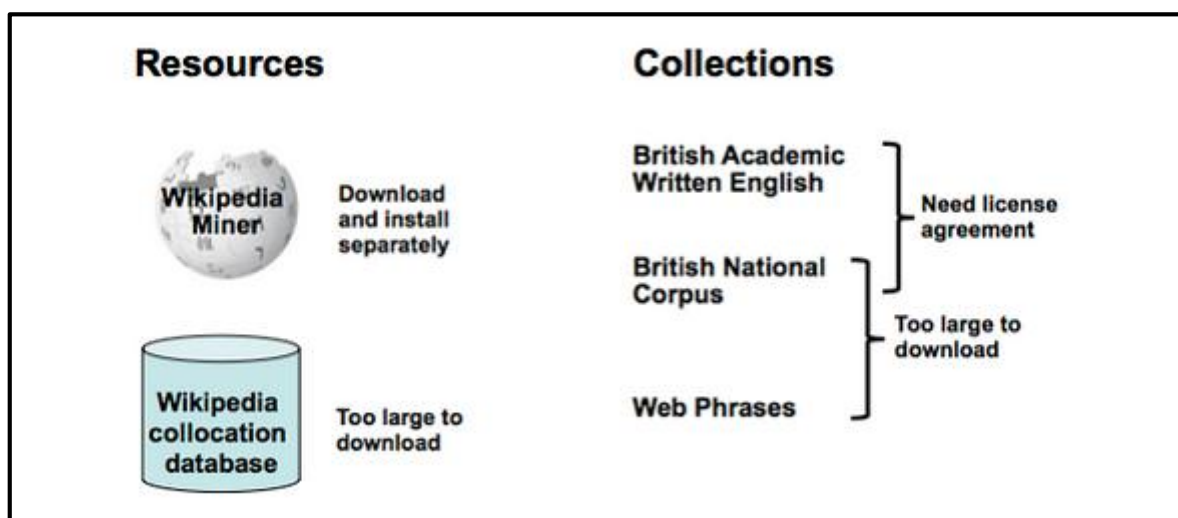 Resources
Wikipedia
Miner
Download
and install
separately
Wikipedia
collocation
database
Too large to
download
Collections
British Academic
Written English
British National
Corpus
Web Phrases
Need license
agreement
Too large to
download